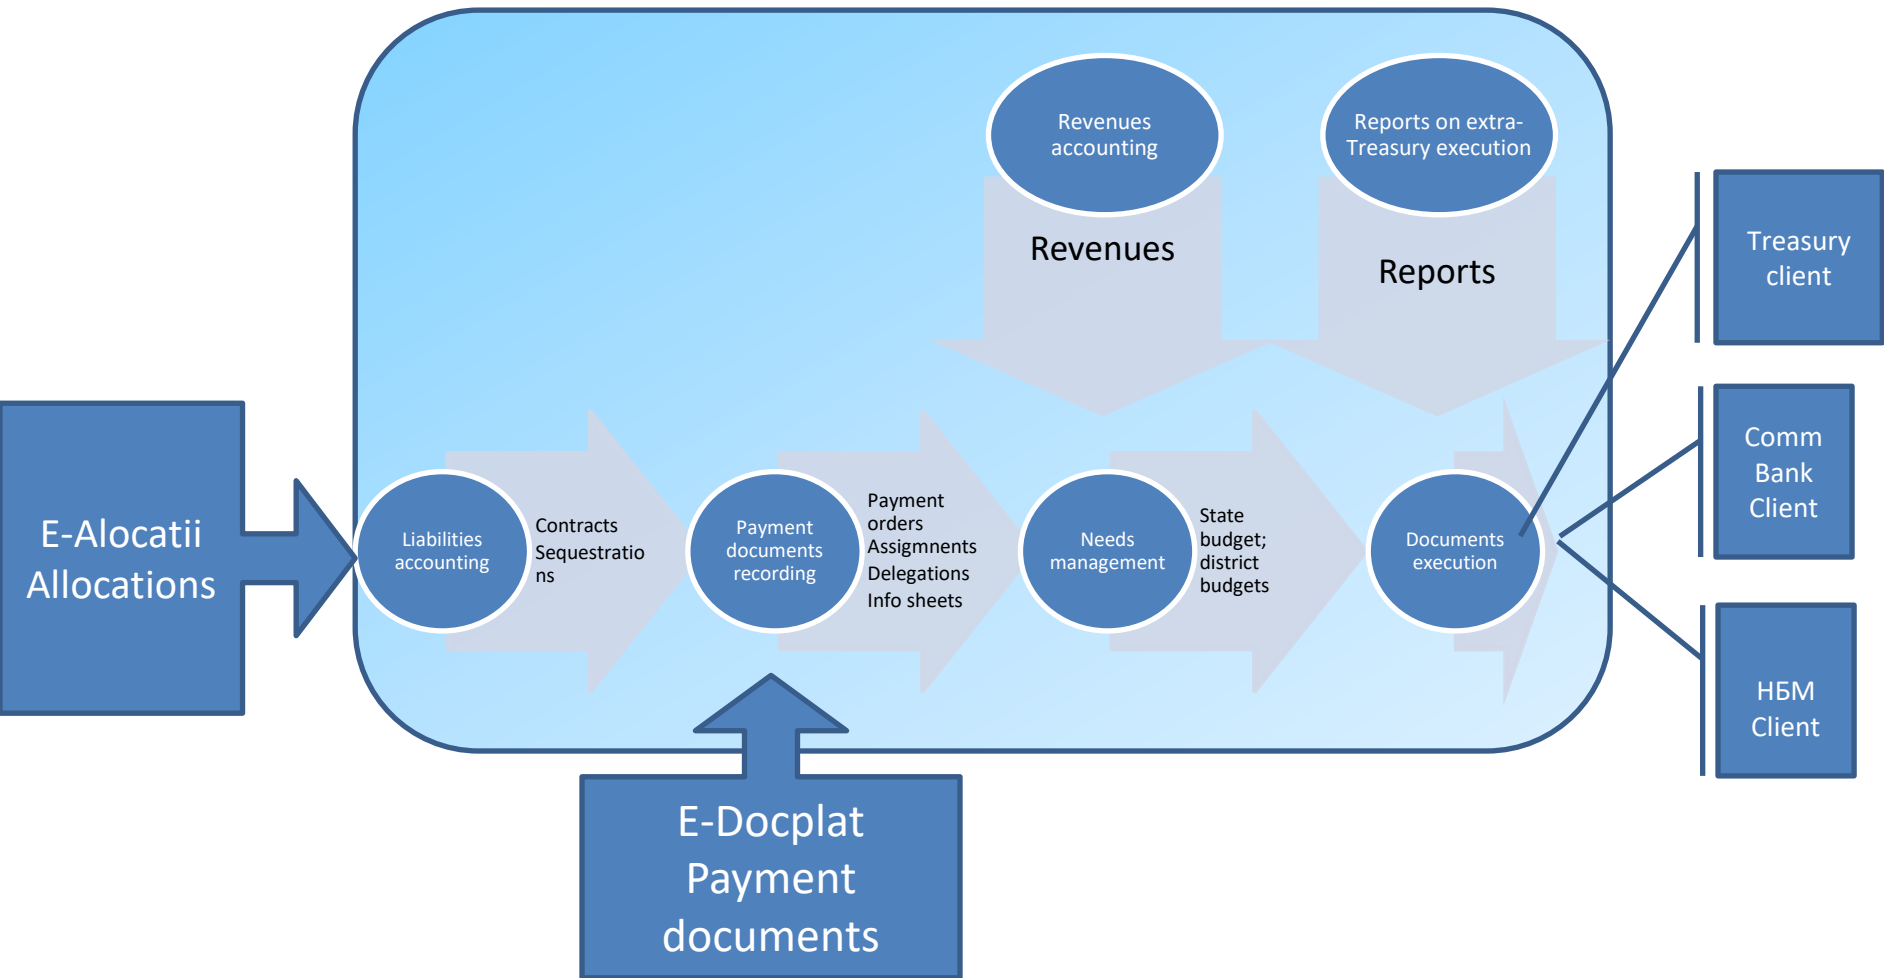 Revenues
accounting
Reports on extra-
Treasury execution
Revenues
Reports
Treasury
client
E-Alocatii
Allocations
Liabilities
accounting
Contracts
Sequestratio
ns
Payment
documents
recording
Payment
orders
Assigmnents
Delegations
Info sheets
Needs
management
State
budget;
district
budgets
Documents
execution
Comm
Bank
Client
НБМ
Client
E-Docplat
Payment
documents